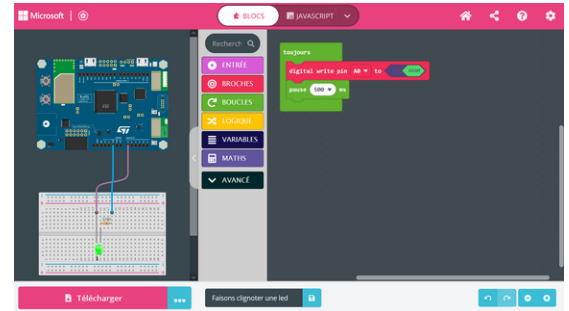 Microsoft
BLOCS
JAVASCRIPT
Recherch
ENTRÉE
BROCHES
BOUCLES
LOGIQUE
VARIABLES
MATHS
AVANCÉ
toujours
digital write pin A0 to
pause 500 ms
ST
Télécharger
Faisons clignoter une led